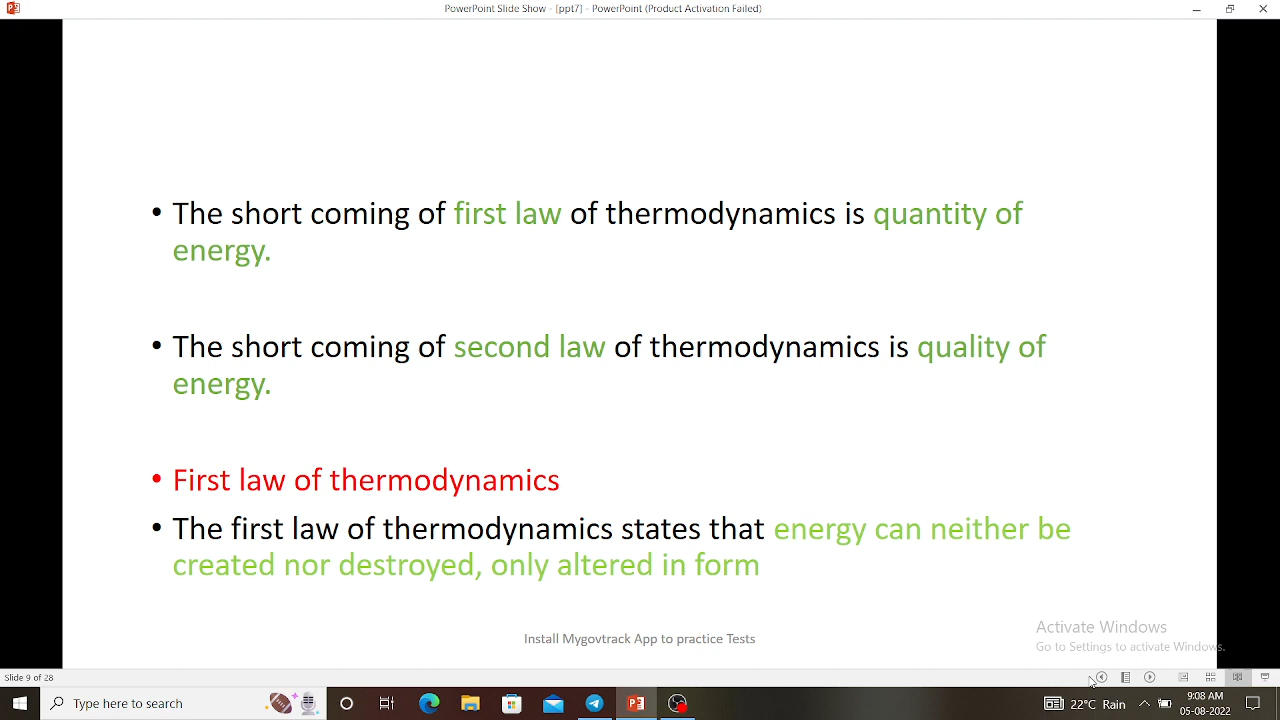 PowerPoint Slide Show - [ppt7] - PowerPoint (Product Activation Failed)
• The short coming of first law of thermodynamics is quantity of
energy.
• The short coming of second law of thermodynamics is quality of
energy.
• First law of thermodynamics
• The first law of thermodynamics states that energy can neither be
created nor destroyed, only altered in form
Install Mygovtrack App to practice Tests
Activate Windows
Go to Settings to activate Windows.
Slide 9 of 28
Type here to search
22°C Rain
9:08 AM
05-08-2022